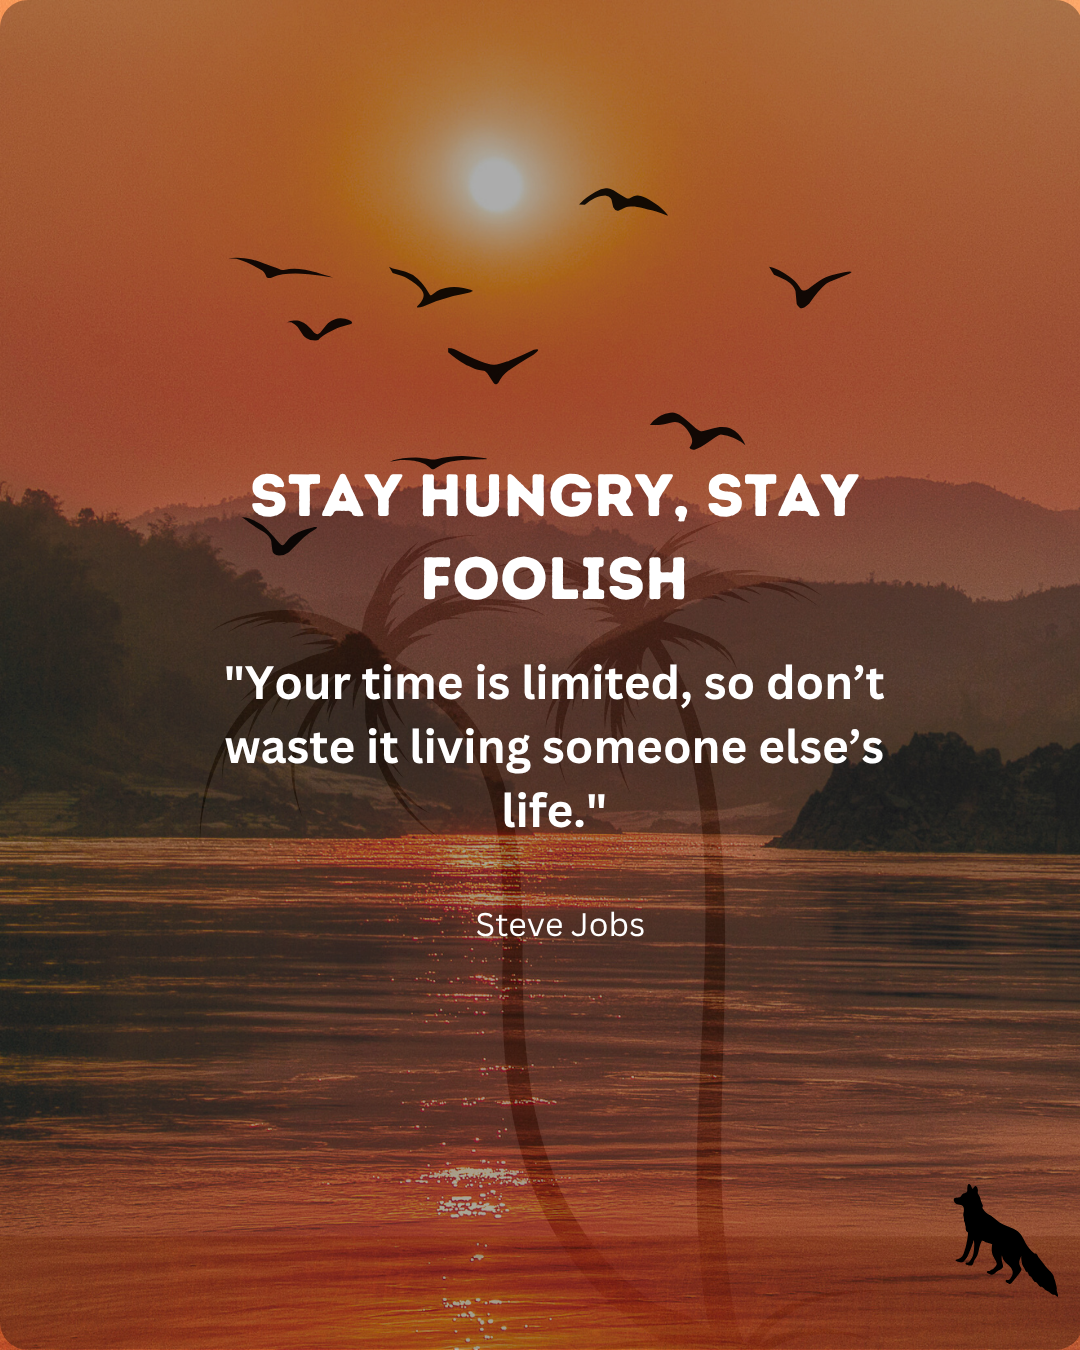 STAY HUNGRY, STAY
FOOLISH
"Your time is limited, so don’t
waste it living someone else’s
life."
Steve Jobs